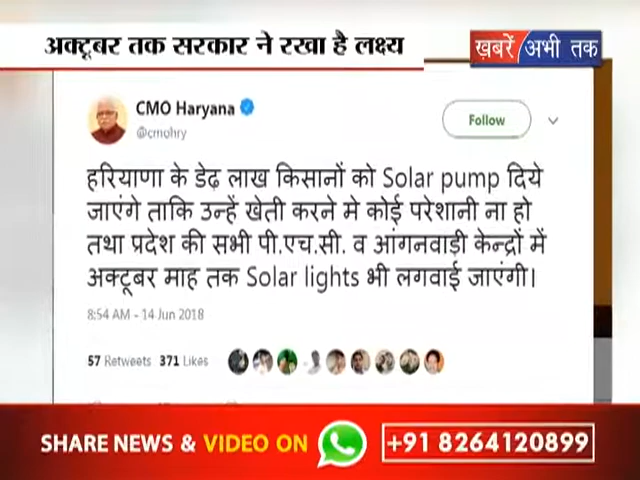 अक्टूबर तक सरकार ने रखा है लक्ष्य
ख़बरें अभी तक
CMO Haryana
Follow
@cmohry
हरियाणा के डेढ़ लाख किसानों को Solar pump दिये
जाएंगे ताकि उन्हें खेती करने मे कोई परेशानी ना हो
तथा प्रदेश की सभी पी.एच.सी. व आंगनवाड़ी केन्द्रों में
अक्टूबर माह तक Solar lights भी लगवाई जाएंगी।
8:54 AM - 14 Jun 2018
57 Retweets 371 Likes
SHARE NEWS & VIDEO ON +91 8264120899